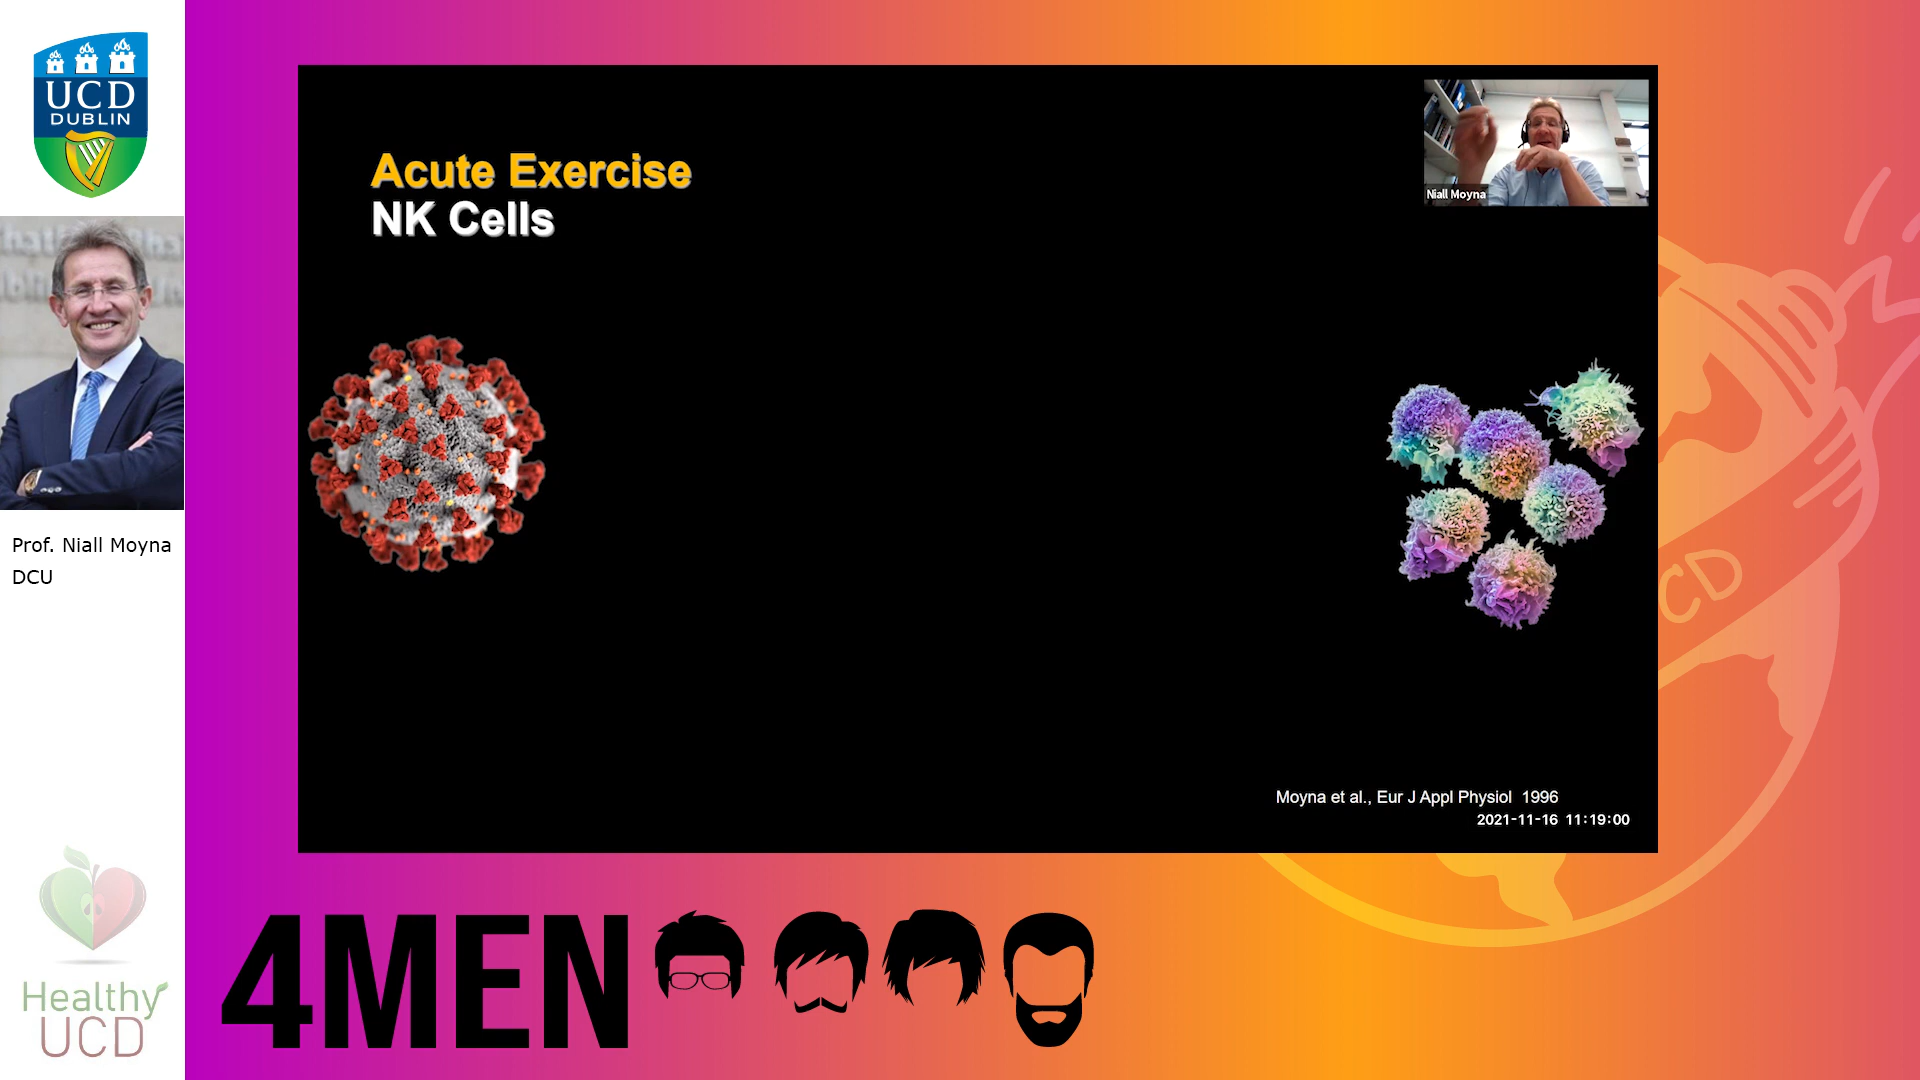 UCD
DUBLIN
Prof. Niall Moyna
DCU
Healthy
UCD
Acute Exercise
NK Cells
Niall Moyna
Moyna et al., Eur J Appl Physiol 1996
2021-11-16 11:19:00
UCD
4MEN